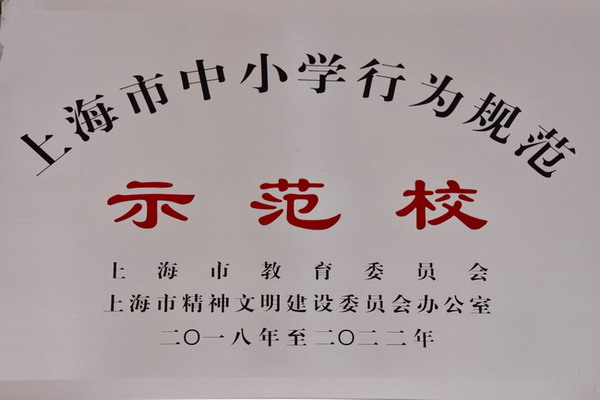 上海市中小学行为规范
示范校
上海市教育委员会
上海市精神文明建设委员会办公室
二〇一八年至二〇二二年